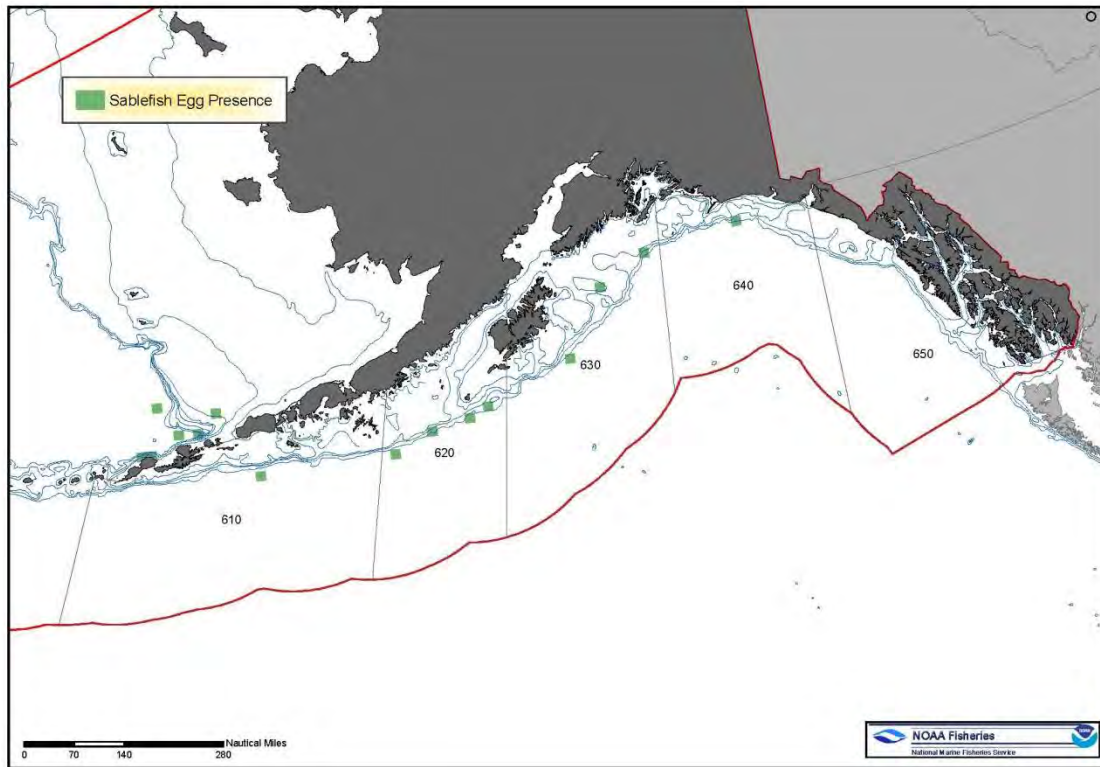 Sablefish Egg Presence
640
650
630
620
610
Nautical Miles
0 70 140 280
NOAA Fisheries
National Marine Fisheries Service